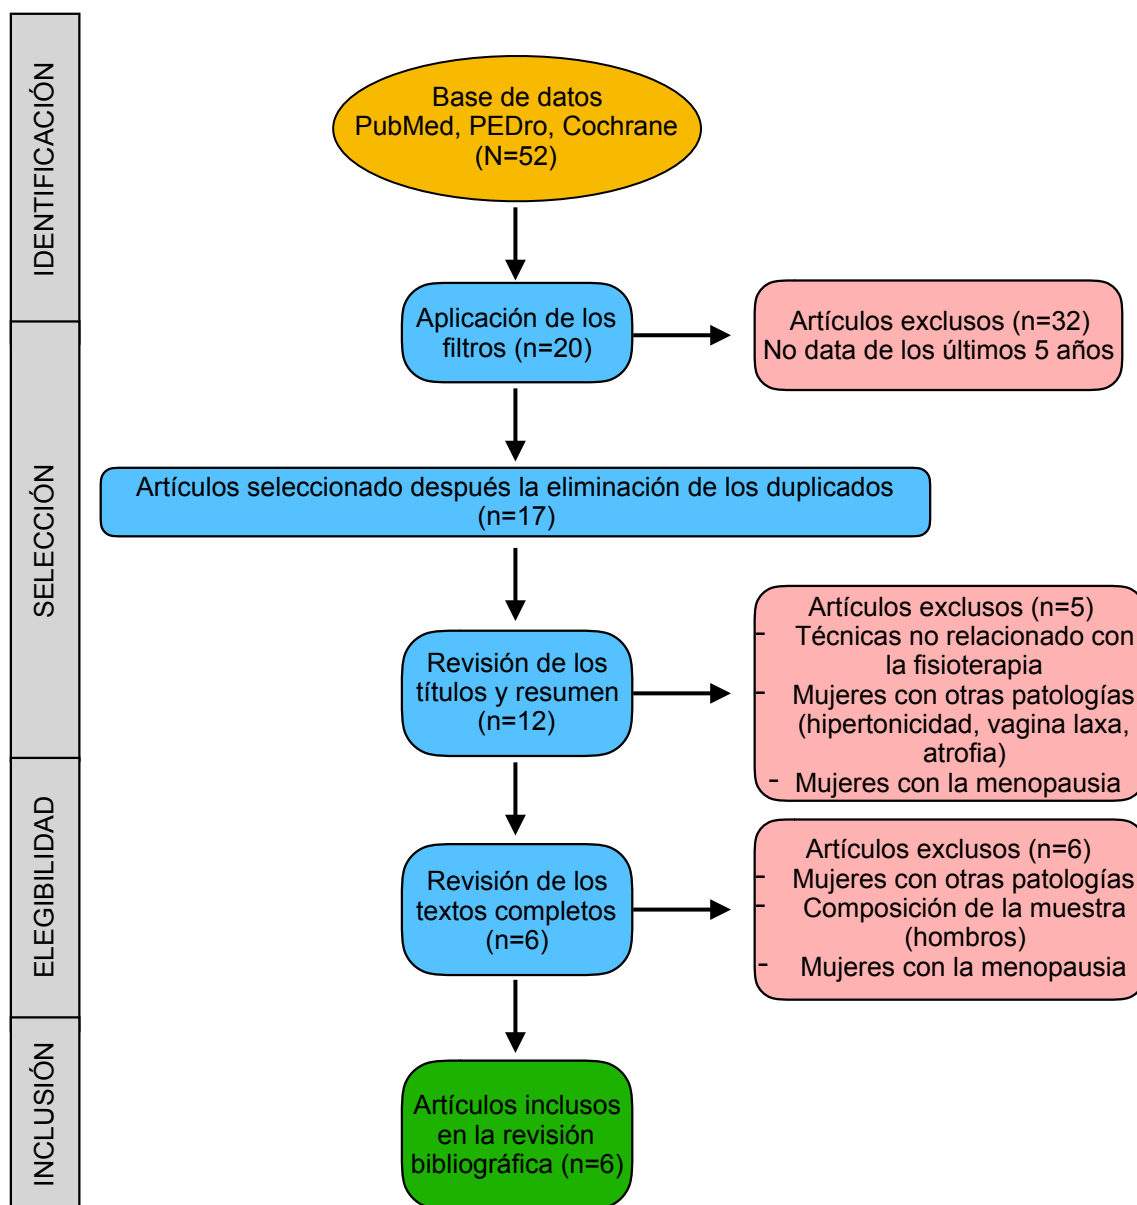 IDENTIFICACIÓN
Base de datos
PubMed, PEDro, Cochrane
(N=52)
Aplicación de los
filtros (n=20)
Artículos exclusos (n=32)
No data de los últimos 5 años
SELECCIÓN
Artículos seleccionado después la eliminación de los duplicados
(n=17)
Revisión de los
títulos y resumen
(n=12)
Artículos exclusos (n=5)
- Técnicas no relacionado con
la fisioterapia
- Mujeres con otras patologías
(hipertonicidad, vagina laxa,
atrofia)
- Mujeres con la menopausia
ELEGIBILIDAD
Revisión de los
textos completos
(n=6)
Artículos exclusos (n=6)
- Mujeres con otras patologías
- Composición de la muestra
(hombros)
- Mujeres con la menopausia
INCLUSIÓN
Artículos inclusos
en la revisión
bibliográfica (n=6)